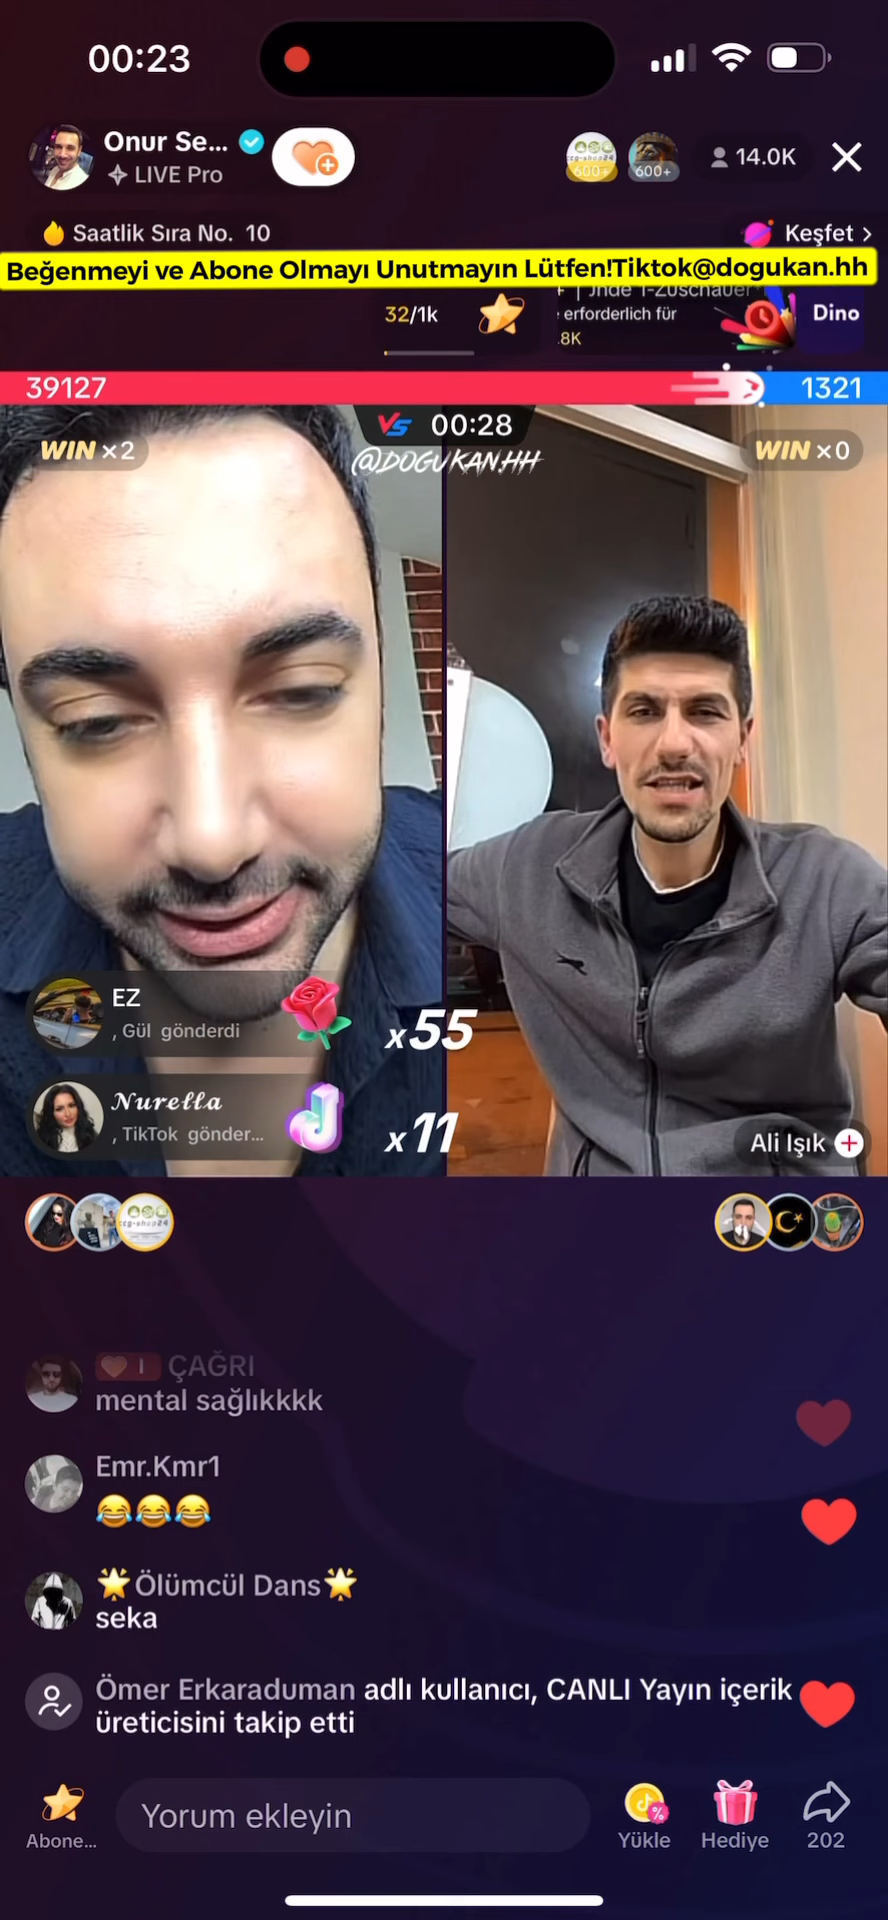 00:23
Onur Se...
LIVE Pro
600+
600+
14.0K
Saatlik Sıra No. 10
Keşfet >
Beğenmeyi ve Abone Olmayı Unutmayın Lütfen!Tiktok@dogukan.hh
32/1k
erforderlich für
8K
Dino
39127
1321
VS 00:28
WIN x2
WIN x0
@DOGUKAN.HH
EZ
, Gül gönderdi
x55
Nurella
, TikTok gönder...
x11
Ali Işık
ÇAĞRI
mental sağlıkkkk
Emr.Kmr1
😂😂😂
🌟Ölümcül Dans🌟
seka
Ömer Erkaraduman adlı kullanıcı, CANLI Yayın içerik
üreticisini takip etti
Abone...
Yorum ekleyin
Yükle
Hediye
202